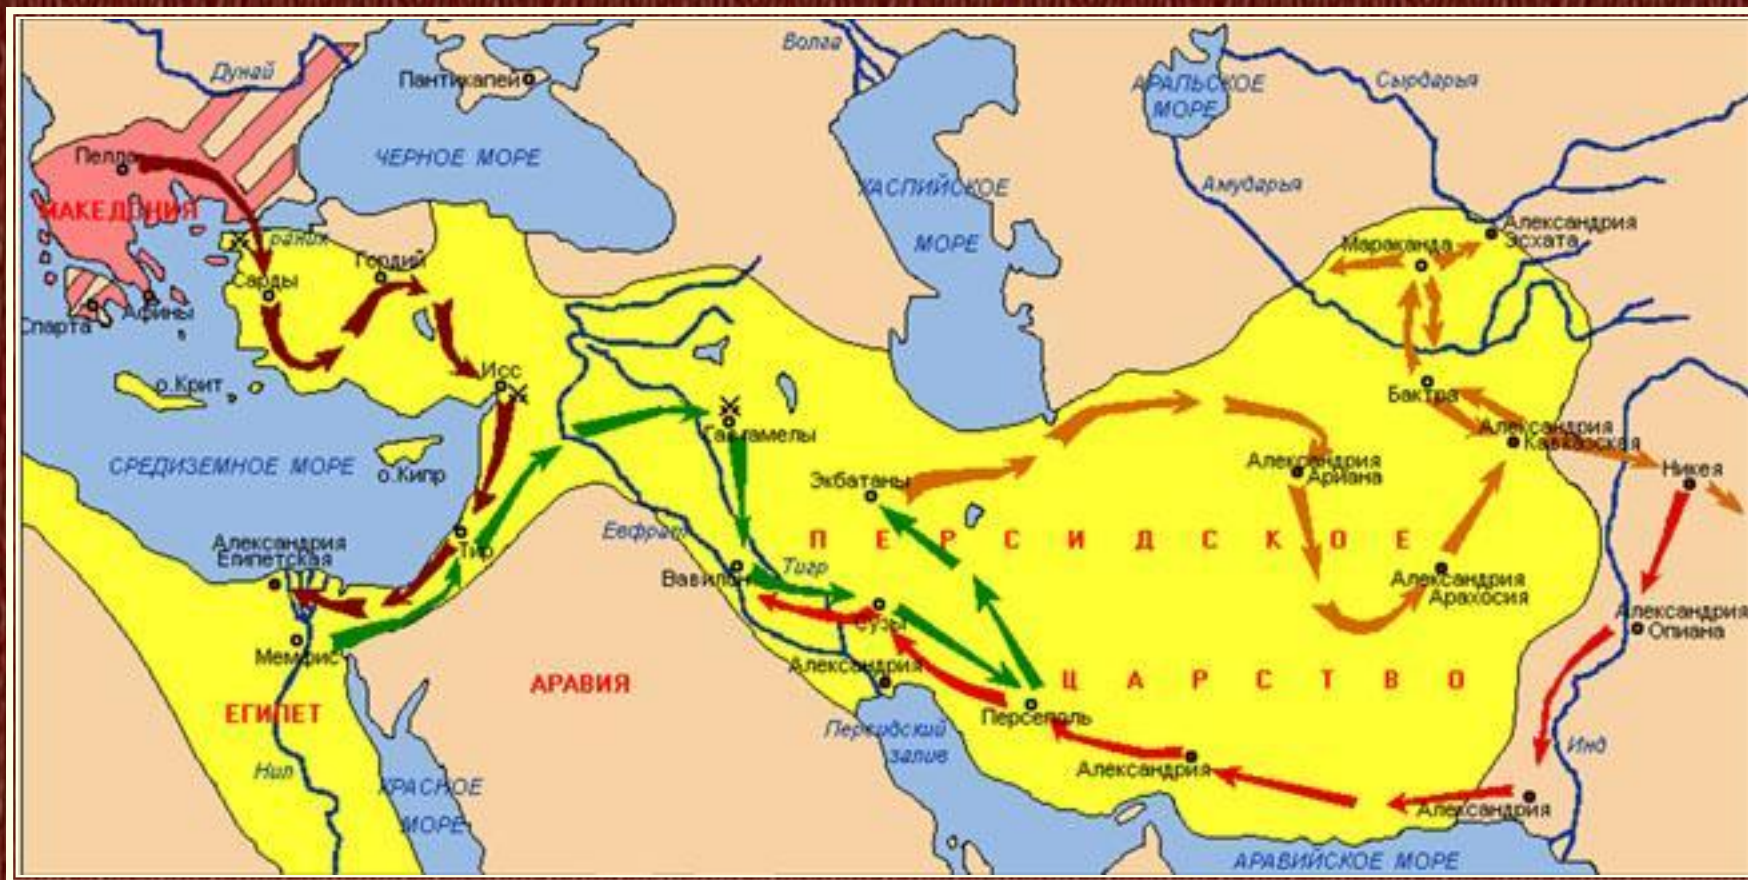 Дунай
Пантикапей
Волга
АРАЛЬСКОЕ
МОРЕ
Сырдарья
Пелла
ЧЕРНОЕ МОРЕ
КАСПИЙСКОЕ
МОРЕ
Амударья
МАКЕДОНИЯ
раник
Гордий
Мараканда
Александрия
Эсхата
Сарды
Спарта
Афины
о.Крит
Исс
Бактра
Гавгамелы
Александрия
Кавказская
СРЕДИЗЕМНОЕ МОРЕ
о.Кипр
Экбатаны
Александрия
Ариана
Никея
Евфрат
ПЕРСИДСКОЕ
Александрия
Египетская
Тир
Вавилон
Тигр
Александрия
Арахосия
Сузы
Александрия
Опиана
Мемфис
АРАВИЯ
Александрия
ЦАРСТВО
ЕГИПЕТ
Персеполь
Персидский
залив
Инд
Нил
КРАСНОЕ
МОРЕ
Александрия
Александрия
АРАВИЙСКОЕ МОРЕ